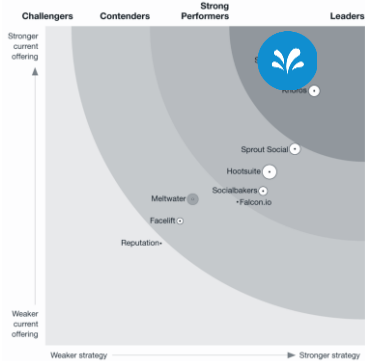 Challengers
Contenders
Strong
Performers
Leaders
Stronger
current
offering
Sprout Social
Hootsuite
Socialbakers
Falcon.io
Meltwater
Facelift
Reputation
Weaker
current
offering
Weaker strategy
Stronger strategy